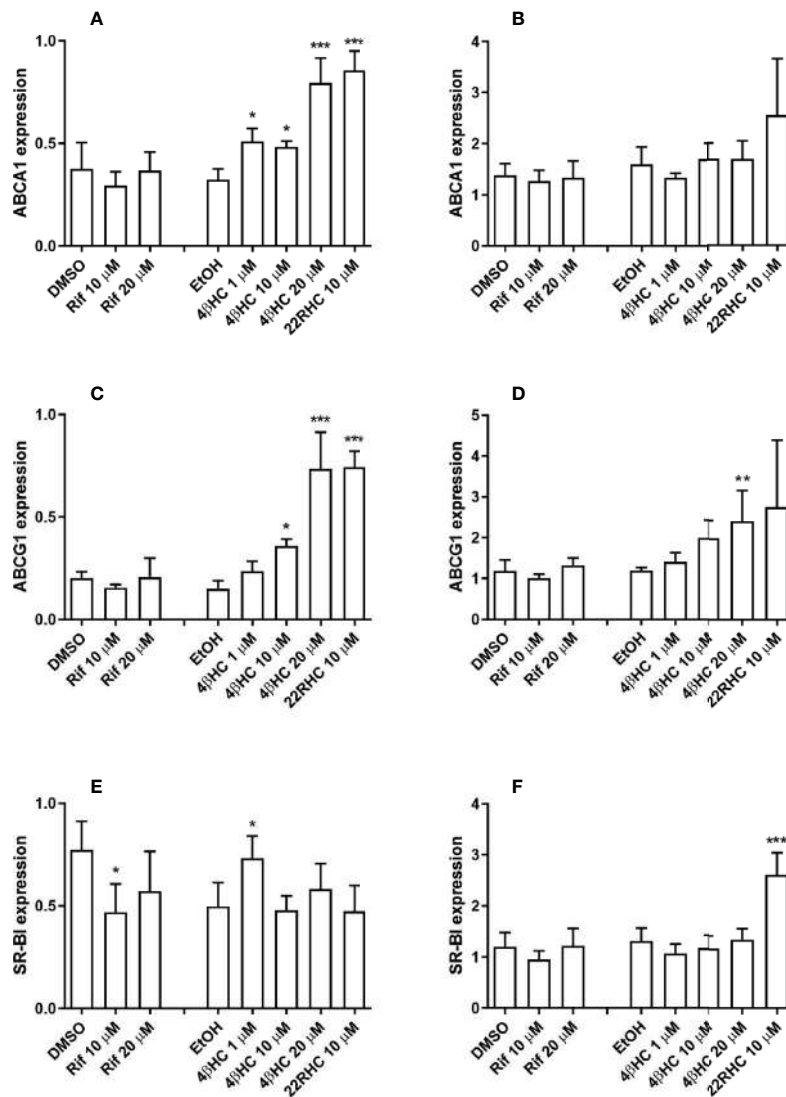 A
ABCA1 expression
1.0
0.5
0.0
* * *** ***
DMSO
Rif 10 μM
Rif 20 μM
EtOH
4βHC 1 μM
4βHC 10 μM
4βHC 20 μM
22RHC 10 μM
B
ABCA1 expression
4
3
2
1
0
DMSO
Rif 10 μM
Rif 20 μM
EtOH
4βHC 1 μM
4βHC 10 μM
4βHC 20 μM
22RHC 10 μM
C
ABCG1 expression
1.0
0.5
0.0
* *** ***
DMSO
Rif 10 μM
Rif 20 μM
EtOH
4βHC 1 μM
4βHC 10 μM
4βHC 20 μM
22RHC 10 μM
D
ABCG1 expression
5
4
3
2
1
0
**
DMSO
Rif 10 μM
Rif 20 μM
EtOH
4βHC 1 μM
4βHC 10 μM
4βHC 20 μM
22RHC 10 μM
E
SR-BI expression
1.0
0.5
0.0
* *
DMSO
Rif 10 μM
Rif 20 μM
EtOH
4βHC 1 μM
4βHC 10 μM
4βHC 20 μM
22RHC 10 μM
F
SR-BI expression
4
3
2
1
0
***
DMSO
Rif 10 μM
Rif 20 μM
EtOH
4βHC 1 μM
4βHC 10 μM
4βHC 20 μM
22RHC 10 μM